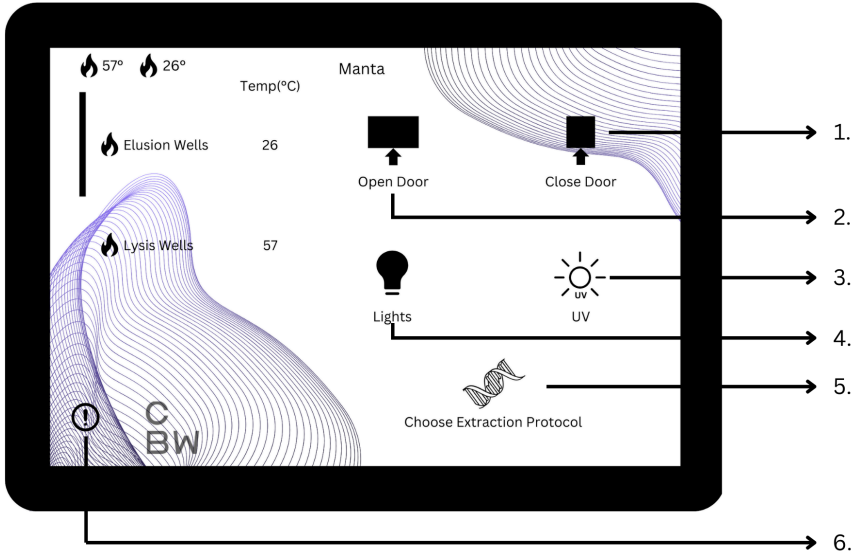 57° 26°
Manta
Temp(°C)
Elusion Wells 26
Open Door
Close Door
Lysis Wells 57
Lights
UV
UV
Choose Extraction Protocol
C
BW
1.
2.
3.
4.
5.
6.